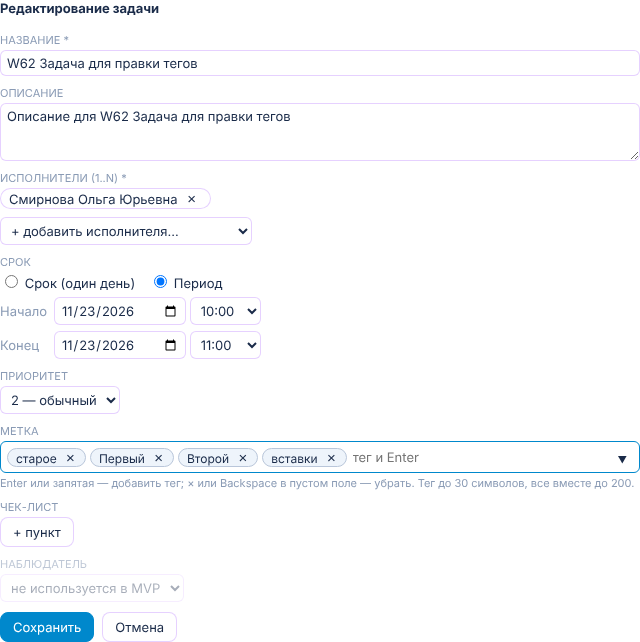 Редактирование задачи
НАЗВАНИЕ *
W62 Задача для правки тегов
ОПИСАНИЕ
Описание для W62 Задача для правки тегов
ИСПОЛНИТЕЛИ (1..N) *
Смирнова Ольга Юрьевна ×
+ добавить исполнителя...
СРОК
Срок (один день) Период
Начало 11/23/2026 10:00
Конец 11/23/2026 11:00
ПРИОРИТЕТ
2 — обычный
МЕТКА
старое × Первый × Второй × вставки × тег и Enter
Enter или запятая — добавить тег; × или Backspace в пустом поле — убрать. Тег до 30 символов, все вместе до 200.
ЧЕК-ЛИСТ
+ пункт
НАБЛЮДАТЕЛЬ
не используется в MVP
Сохранить Отмена